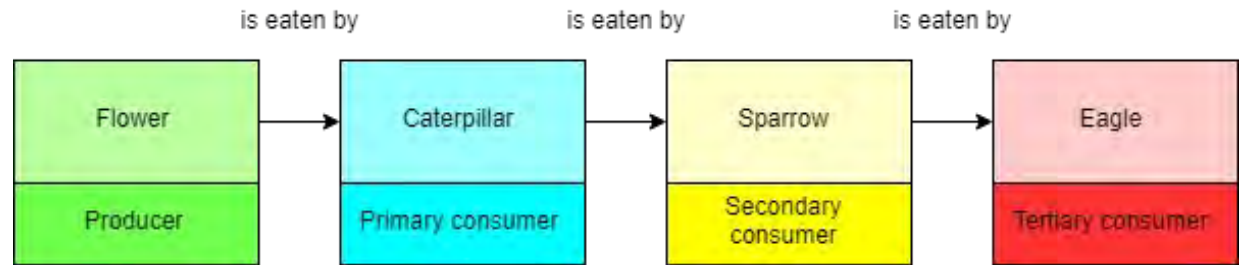 is eaten by
is eaten by
is eaten by
Flower
Caterpillar
Sparrow
Eagle
Producer
Primary consumer
Secondary
consumer
Tertiary consumer